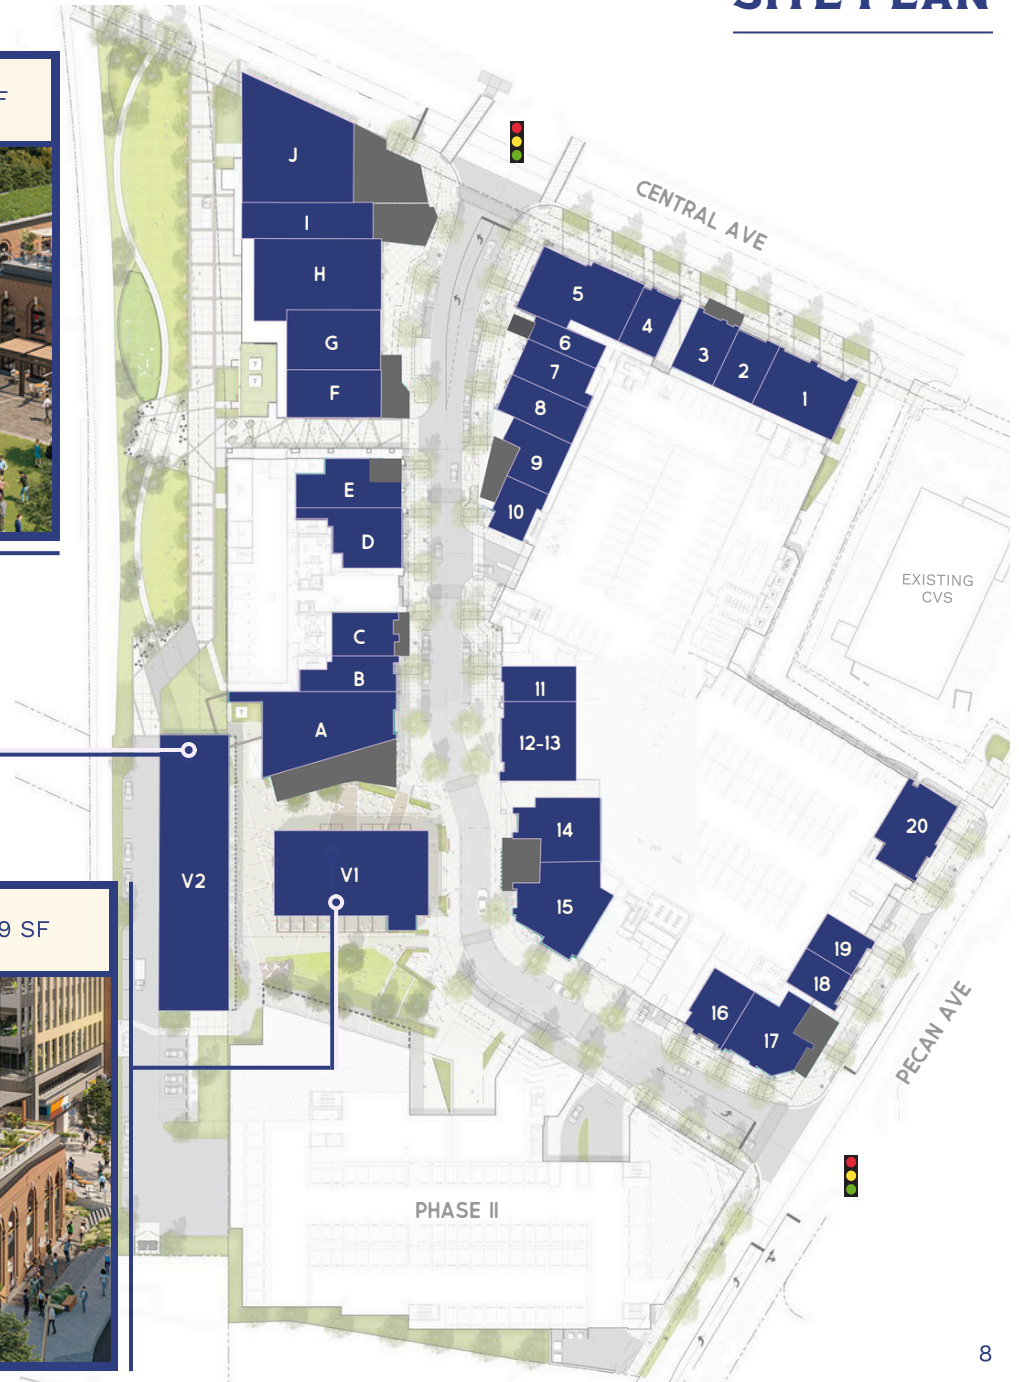 SITE PLAN
F
J
CENTRAL AVE
I
H
5
4
G
6
3
7
2
F
8
1
9
E
10
D
EXISTING
CVS
C
B
11
A
12-13
20
14
V2
V1
15
9 SF
19
18
16
17
PECAN AVE
PHASE II
8